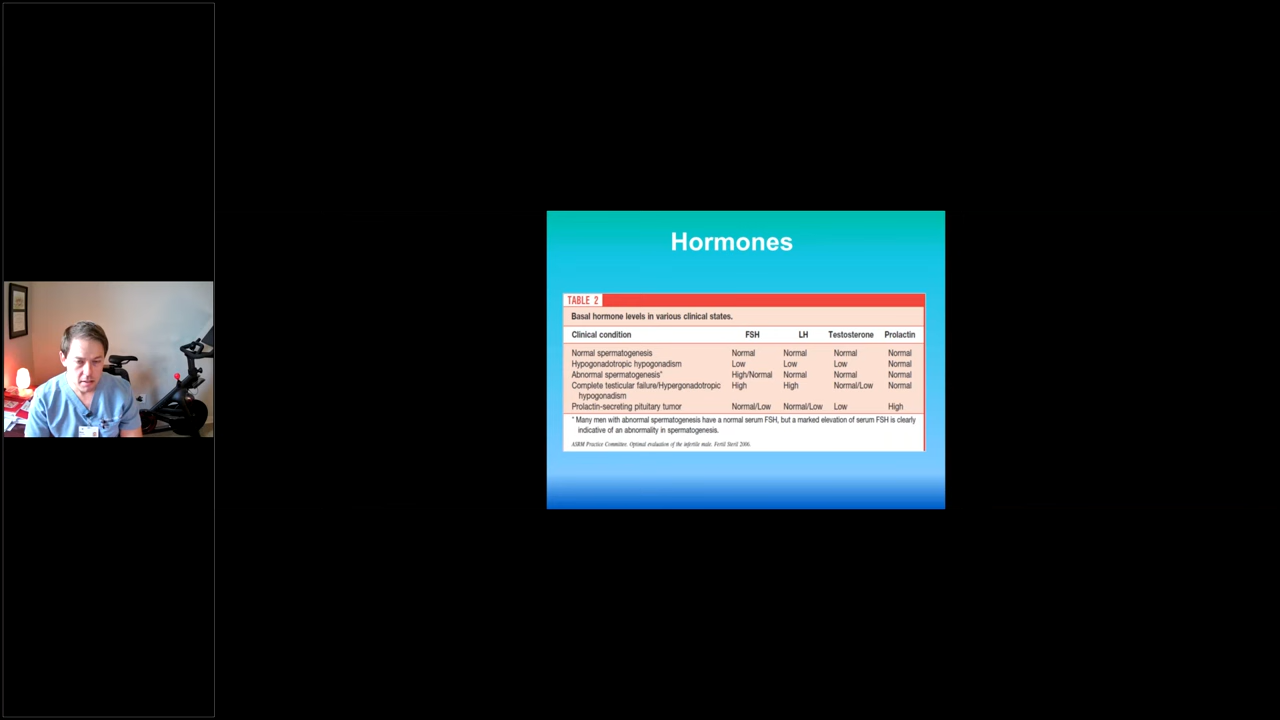 Hormones
TABLE 2
Basal hormone levels in various clinical states.
Clinical condition FSH LH Testosterone Prolactin
Normal spermatogenesis Normal Normal Normal Normal
Hypogonadotropic hypogonadism Low Low Low Normal
Abnormal spermatogenesis* High/Normal Normal Normal Normal
Complete testicular failure/Hypergonadotropic High High Normal/Low Normal
hypogonadism
Prolactin-secreting pituitary tumor Normal/Low Normal/Low Low High
* Many men with abnormal spermatogenesis have a normal serum FSH, but a marked elevation of serum FSH is clearly
indicative of an abnormality in spermatogenesis.
ASRM Practice Committee. Optimal evaluation of the infertile male. Fertil Steril 2006.